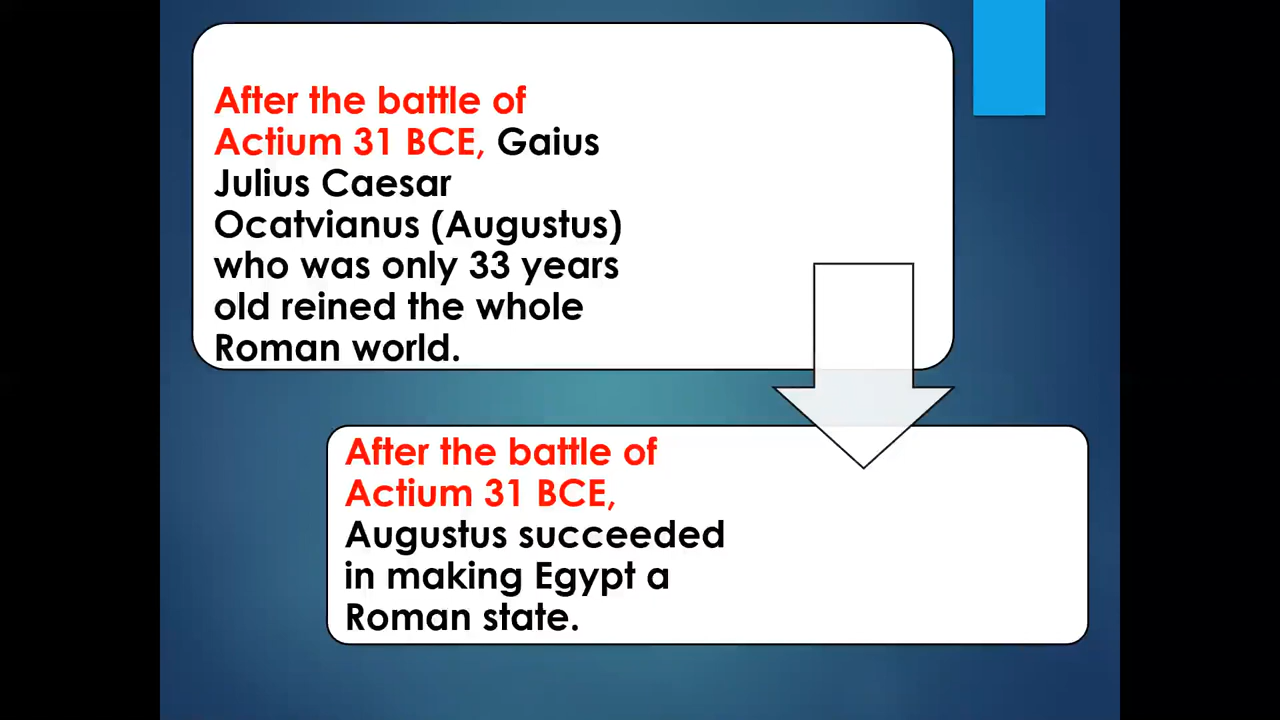 After the battle of
Actium 31 BCE, Gaius
Julius Caesar
Ocatvianus (Augustus)
who was only 33 years
old reined the whole
Roman world.
After the battle of
Actium 31 BCE,
Augustus succeeded
in making Egypt a
Roman state.